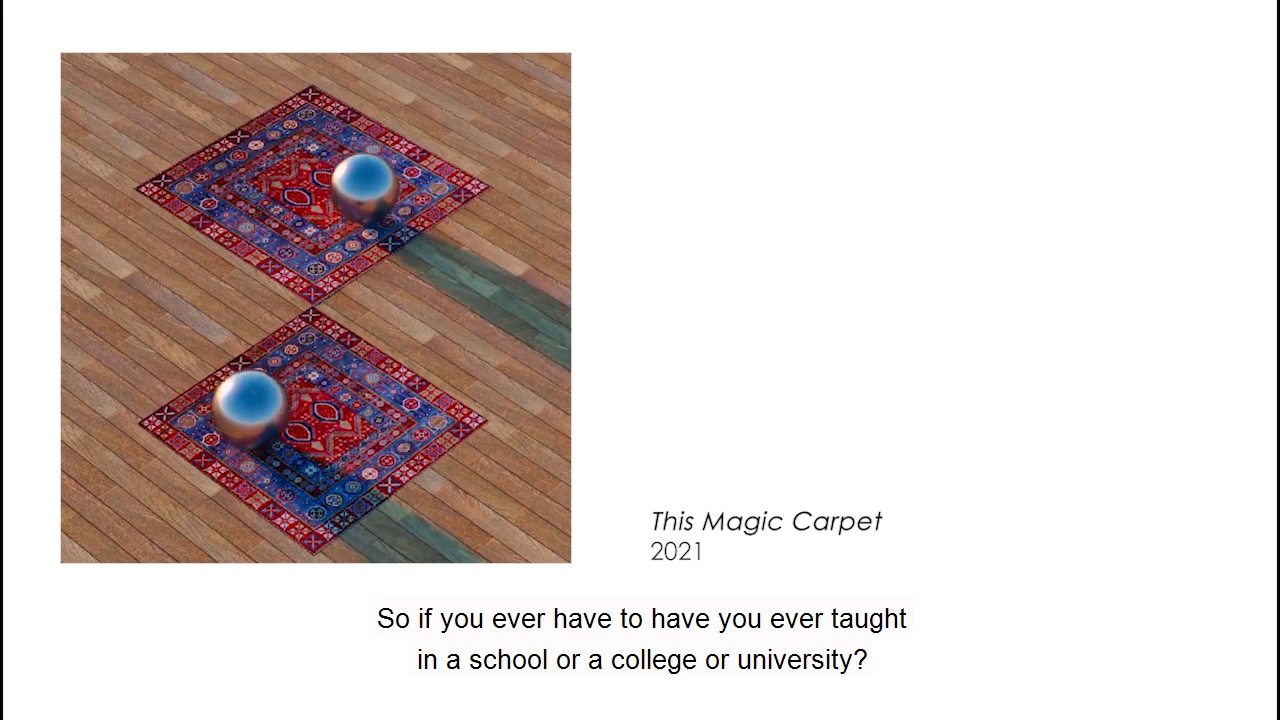 This Magic Carpet
2021
So if you ever have to have you ever taught
in a school or a college or university?